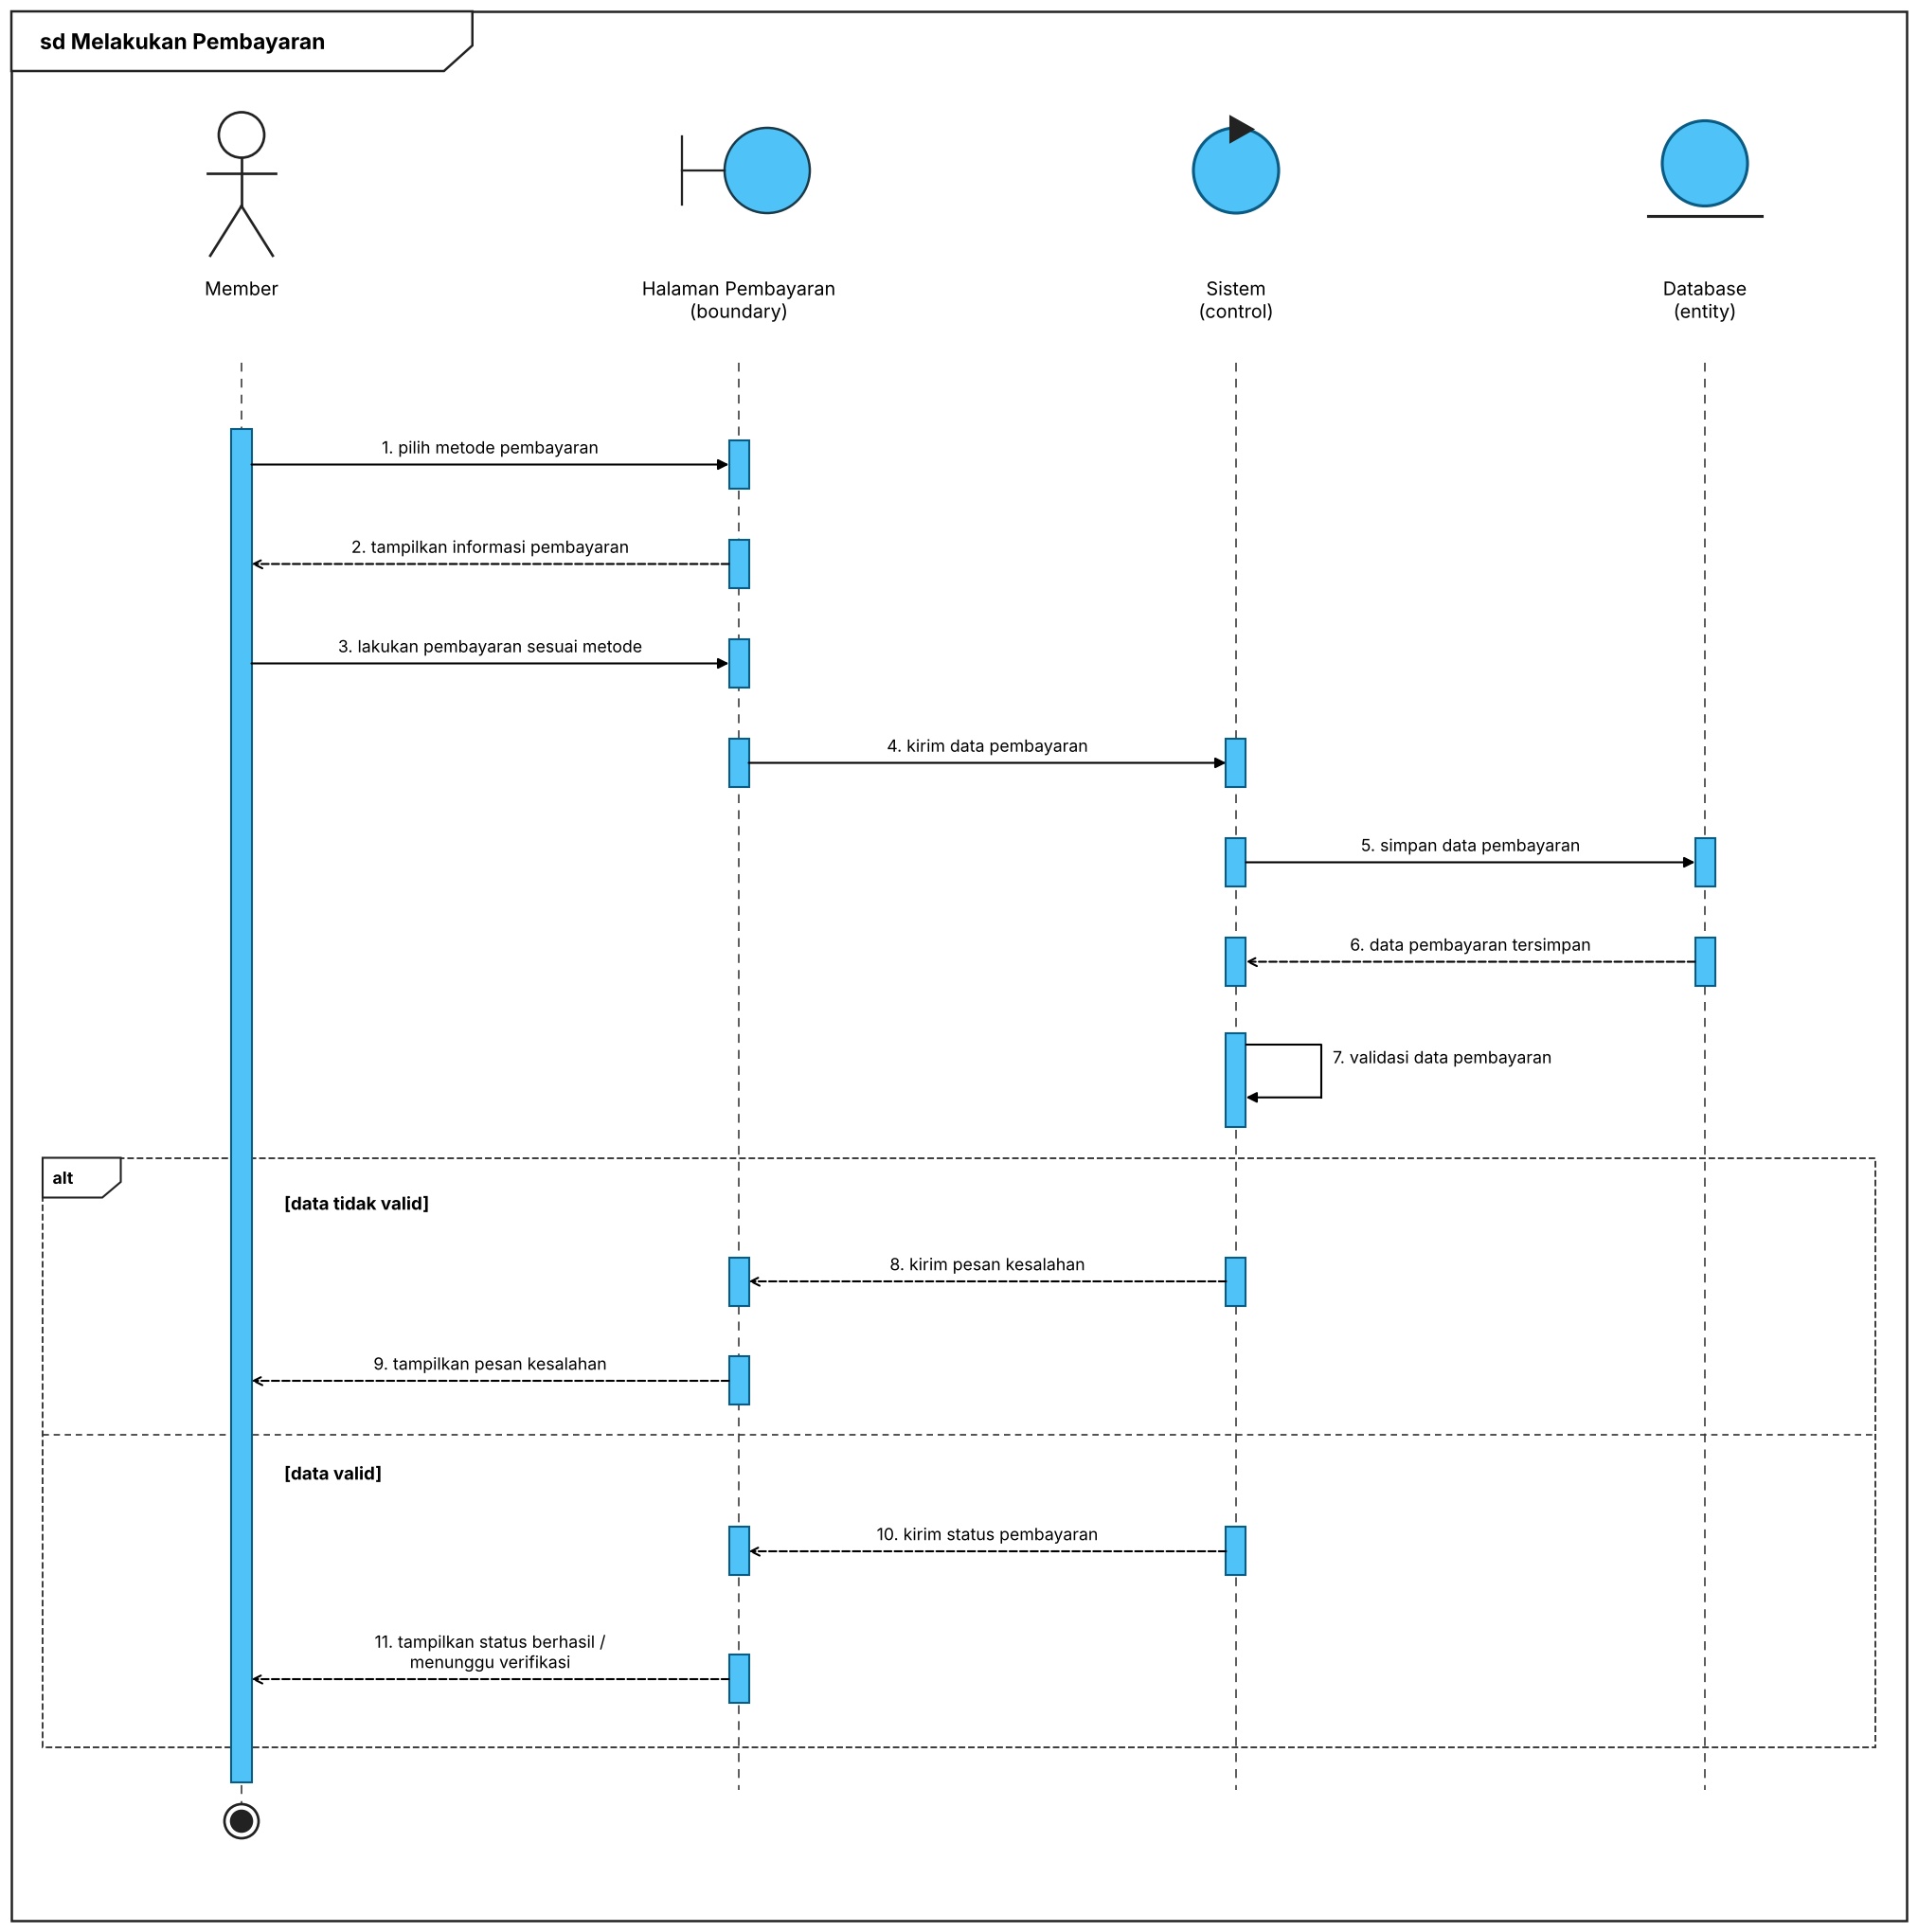 sd Melakukan Pembayaran
Member
Halaman Pembayaran
(boundary)
Sistem
(control)
Database
(entity)
1. pilih metode pembayaran
2. tampilkan informasi pembayaran
3. lakukan pembayaran sesuai metode
4. kirim data pembayaran
5. simpan data pembayaran
6. data pembayaran tersimpan
7. validasi data pembayaran
alt
[data tidak valid]
8. kirim pesan kesalahan
9. tampilkan pesan kesalahan
[data valid]
10. kirim status pembayaran
11. tampilkan status berhasil /
menunggu verifikasi